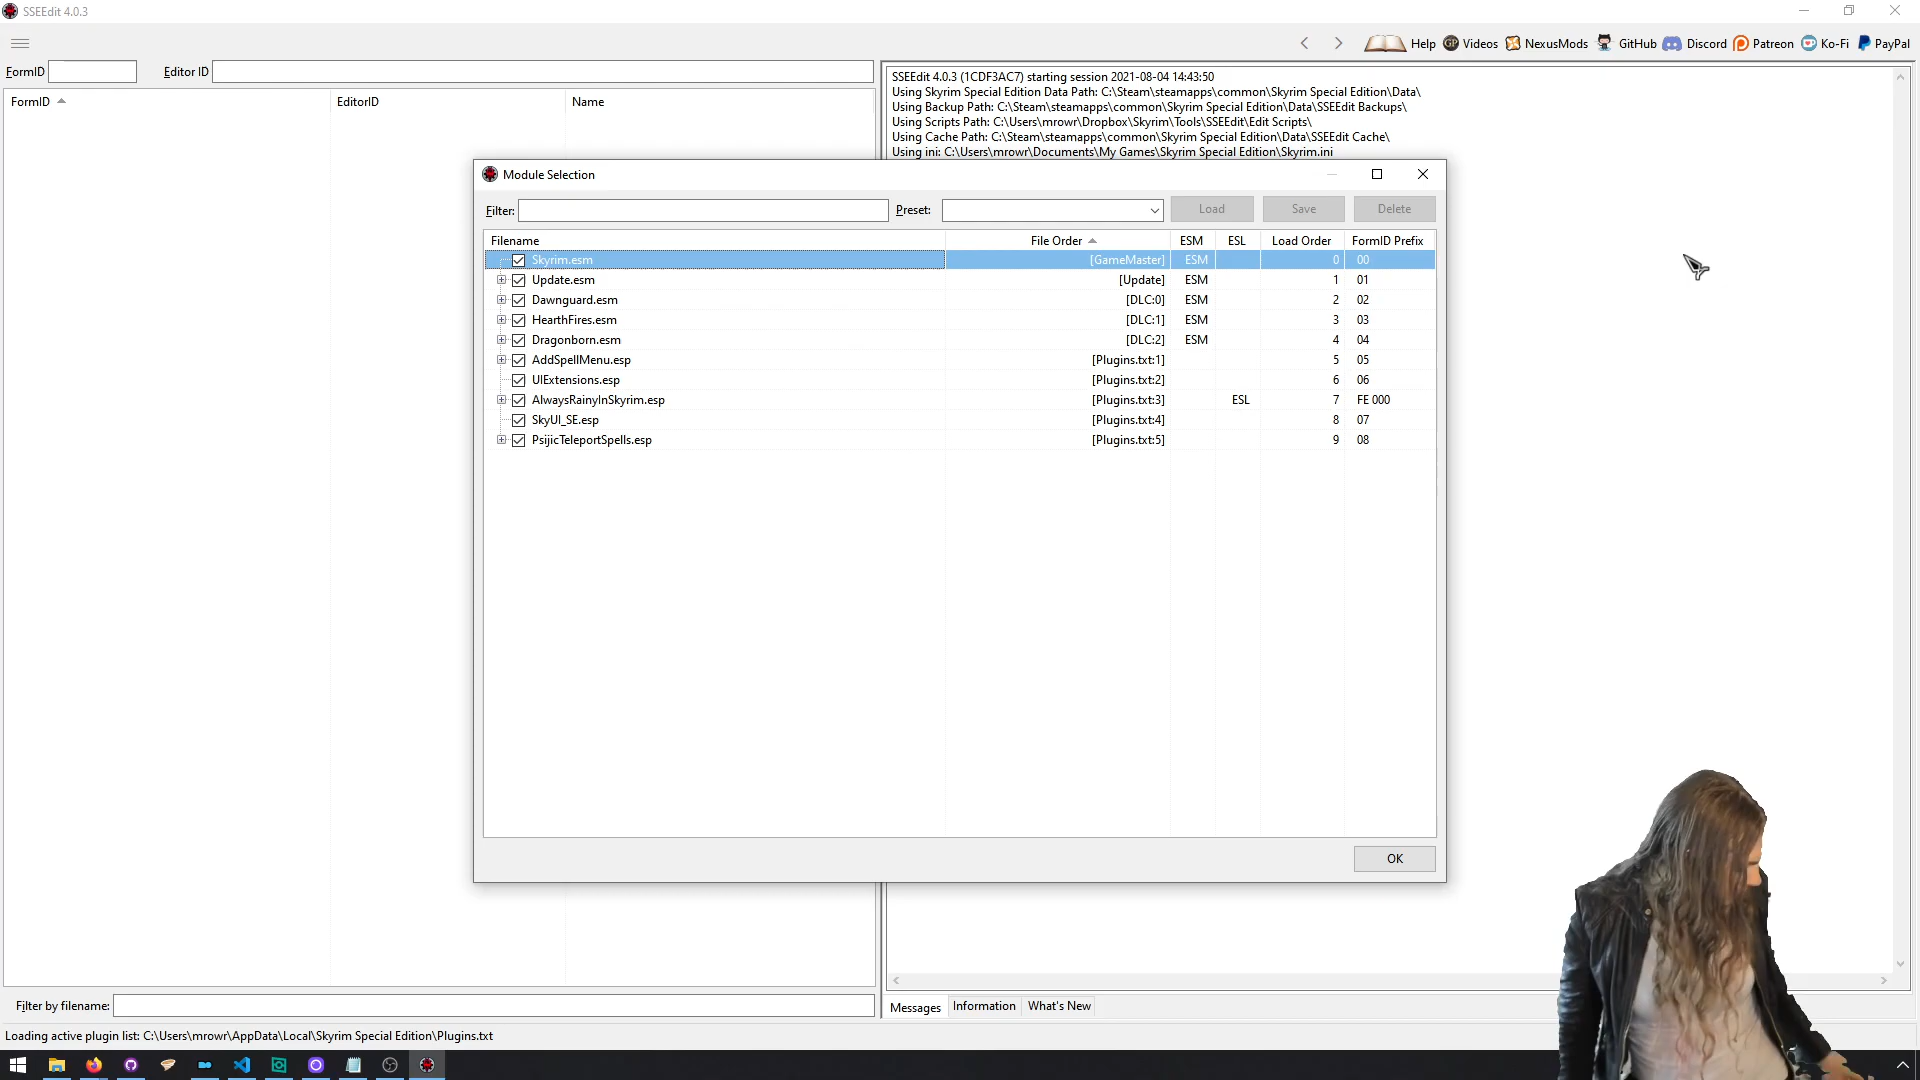 SSEEdit 4.0.3
Help Videos NexusMods GitHub Discord Patreon Ko-Fi PayPal
FormID Editor ID
FormID EditorID Name
SSEEdit 4.0.3 (1CDF3AC7) starting session 2021-08-04 14:43:50
Using Skyrim Special Edition Data Path: C:\Steam\steamapps\common\Skyrim Special Edition\Data\
Using Backup Path: C:\Steam\steamapps\common\Skyrim Special Edition\Data\SSEEdit Backups\
Using Scripts Path: C:\Users\mrowr\Dropbox\Skyrim\Tools\SSEEdit\Edit Scripts\
Using Cache Path: C:\Steam\steamapps\common\Skyrim Special Edition\Data\SSEEdit Cache\
Using ini: C:\Users\mrowr\Documents\My Games\Skyrim Special Edition\Skyrim.ini
Module Selection
Filter: Preset: Load Save Delete
Filename File Order ESM ESL Load Order FormID Prefix
Skyrim.esm [GameMaster] ESM 0 00
Update.esm [Update] ESM 1 01
Dawnguard.esm [DLC:0] ESM 2 02
HearthFires.esm [DLC:1] ESM 3 03
Dragonborn.esm [DLC:2] ESM 4 04
AddSpellMenu.esp [Plugins.txt:1] 5 05
UIExtensions.esp [Plugins.txt:2] 6 06
AlwaysRainyInSkyrim.esp [Plugins.txt:3] ESL 7 FE 000
SkyUI_SE.esp [Plugins.txt:4] 8 07
PsijicTeleportSpells.esp [Plugins.txt:5] 9 08
OK
Filter by filename:
Messages Information What's New
Loading active plugin list: C:\Users\mrowr\AppData\Local\Skyrim Special Edition\Plugins.txt